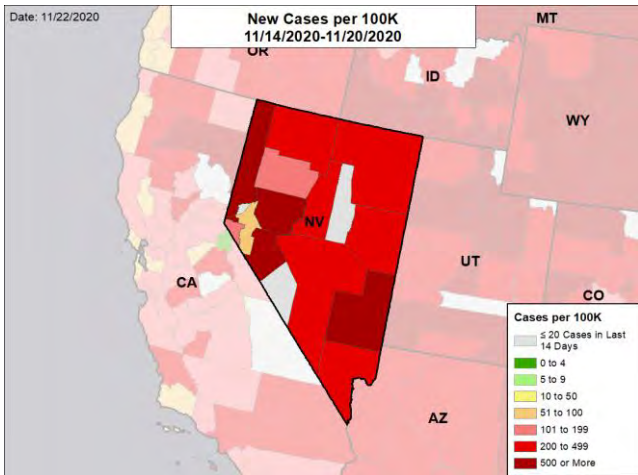 Date: 11/22/2020
New Cases per 100K
11/14/2020-11/20/2020
MT
OR
ID
WY
NV
UT
CA
CO
AZ
Cases per 100K
≤ 20 Cases in Last
14 Days
0 to 4
5 to 9
10 to 50
51 to 100
101 to 199
200 to 499
500 or More